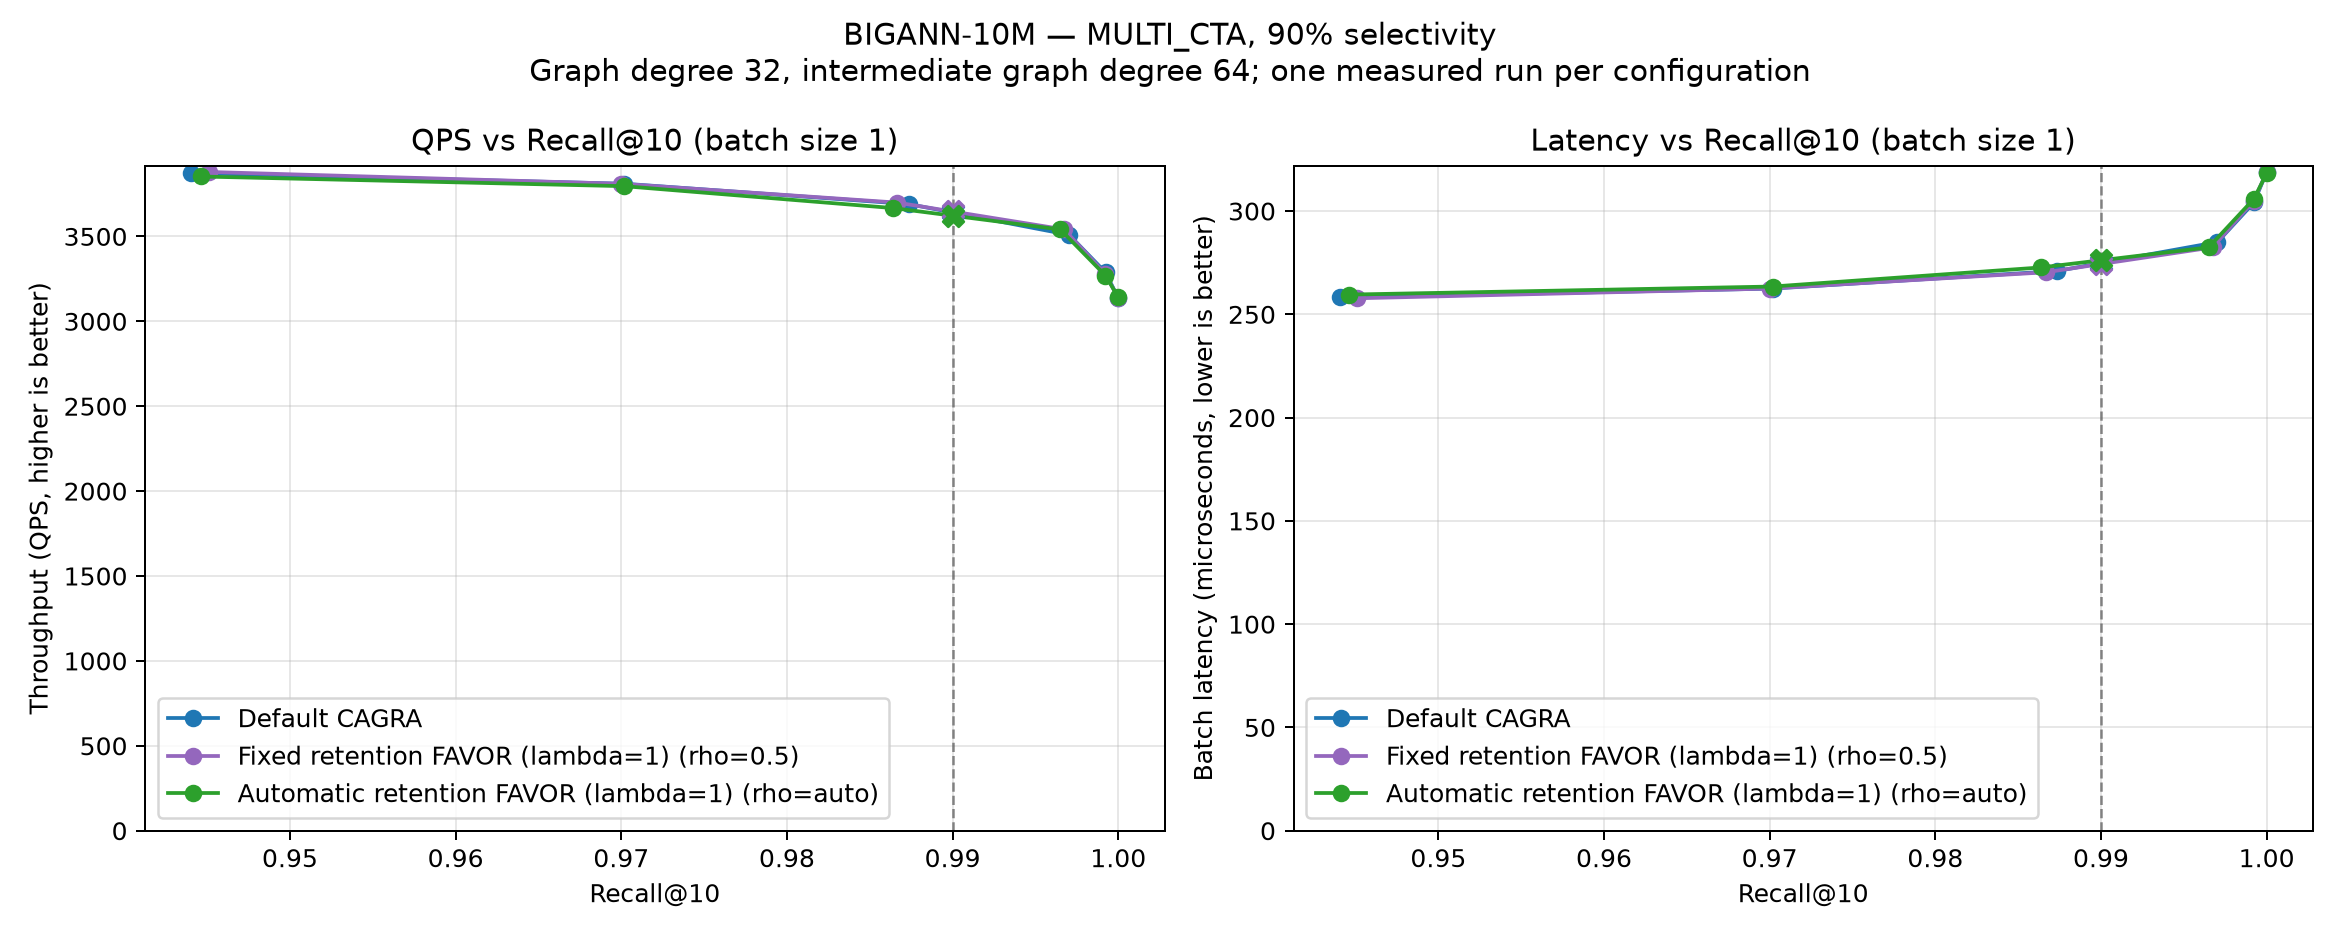 BIGANN-10M — MULTI_CTA, 90% selectivity
Graph degree 32, intermediate graph degree 64; one measured run per configuration
QPS vs Recall@10 (batch size 1)
Throughput (QPS, higher is better)
3500
3000
2500
2000
1500
1000
500
0
Default CAGRA
Fixed retention FAVOR (lambda=1) (rho=0.5)
Automatic retention FAVOR (lambda=1) (rho=auto)
0.95
0.96
0.97
0.98
0.99
1.00
Recall@10
Latency vs Recall@10 (batch size 1)
Batch latency (microseconds, lower is better)
300
250
200
150
100
50
0
Default CAGRA
Fixed retention FAVOR (lambda=1) (rho=0.5)
Automatic retention FAVOR (lambda=1) (rho=auto)
0.95
0.96
0.97
0.98
0.99
1.00
Recall@10